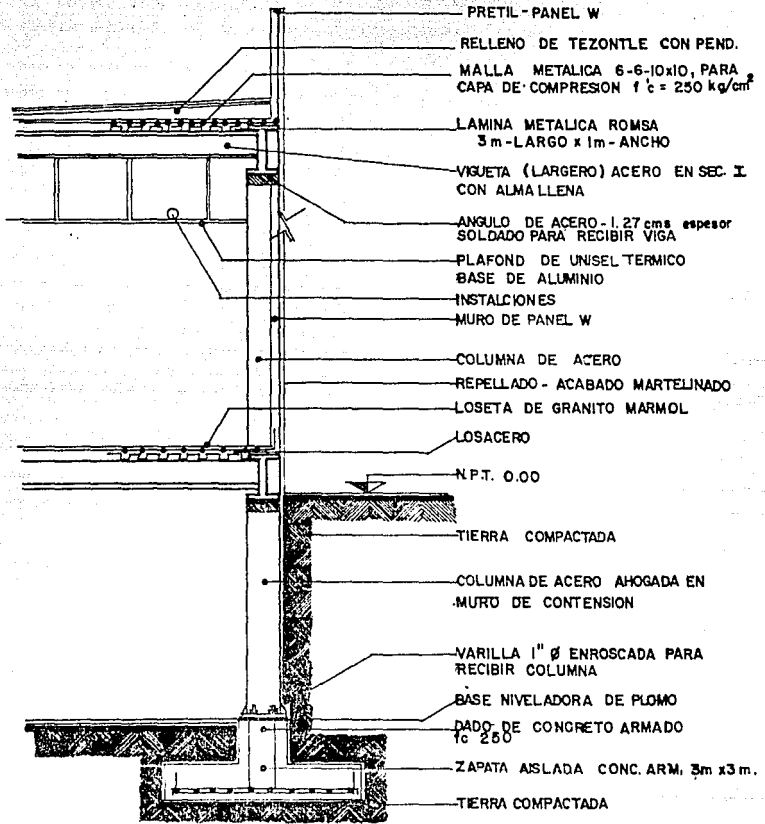 PRETIL-PANEL W
RELLENO DE TEZONTLE CON PEND.
MALLA METALICA 6-6-10x10, PARA
CAPA DE COMPRESION f'c = 250 kg/cm²
LAMINA METALICA ROMSA
3m-LARGO x 1m-ANCHO
VIGUETA (LARGERO) ACERO EN SEC. I
CON ALMA LLENA
ANGULO DE ACERO-1.27 cms espesor
SOLDADO PARA RECIBIR VIGA
PLAFOND DE UNISEL TERMICO
BASE DE ALUMINIO
INSTALCIONES
MURO DE PANEL W
COLUMNA DE ACERO
REPELLADO - ACABADO MARTELINADO
LOSETA DE GRANITO MARMOL
LOSACERO
N.P.T. 0.00
TIERRA COMPACTADA
COLUMNA DE ACERO AHOGADA EN
MURO DE CONTENSION
VARILLA 1" Ø ENROSCADA PARA
RECIBIR COLUMNA
BASE NIVELADORA DE PLOMO
DADO DE CONCRETO ARMADO
fc 250
ZAPATA AISLADA CONC. ARM. 3m x3m.
TIERRA COMPACTADA